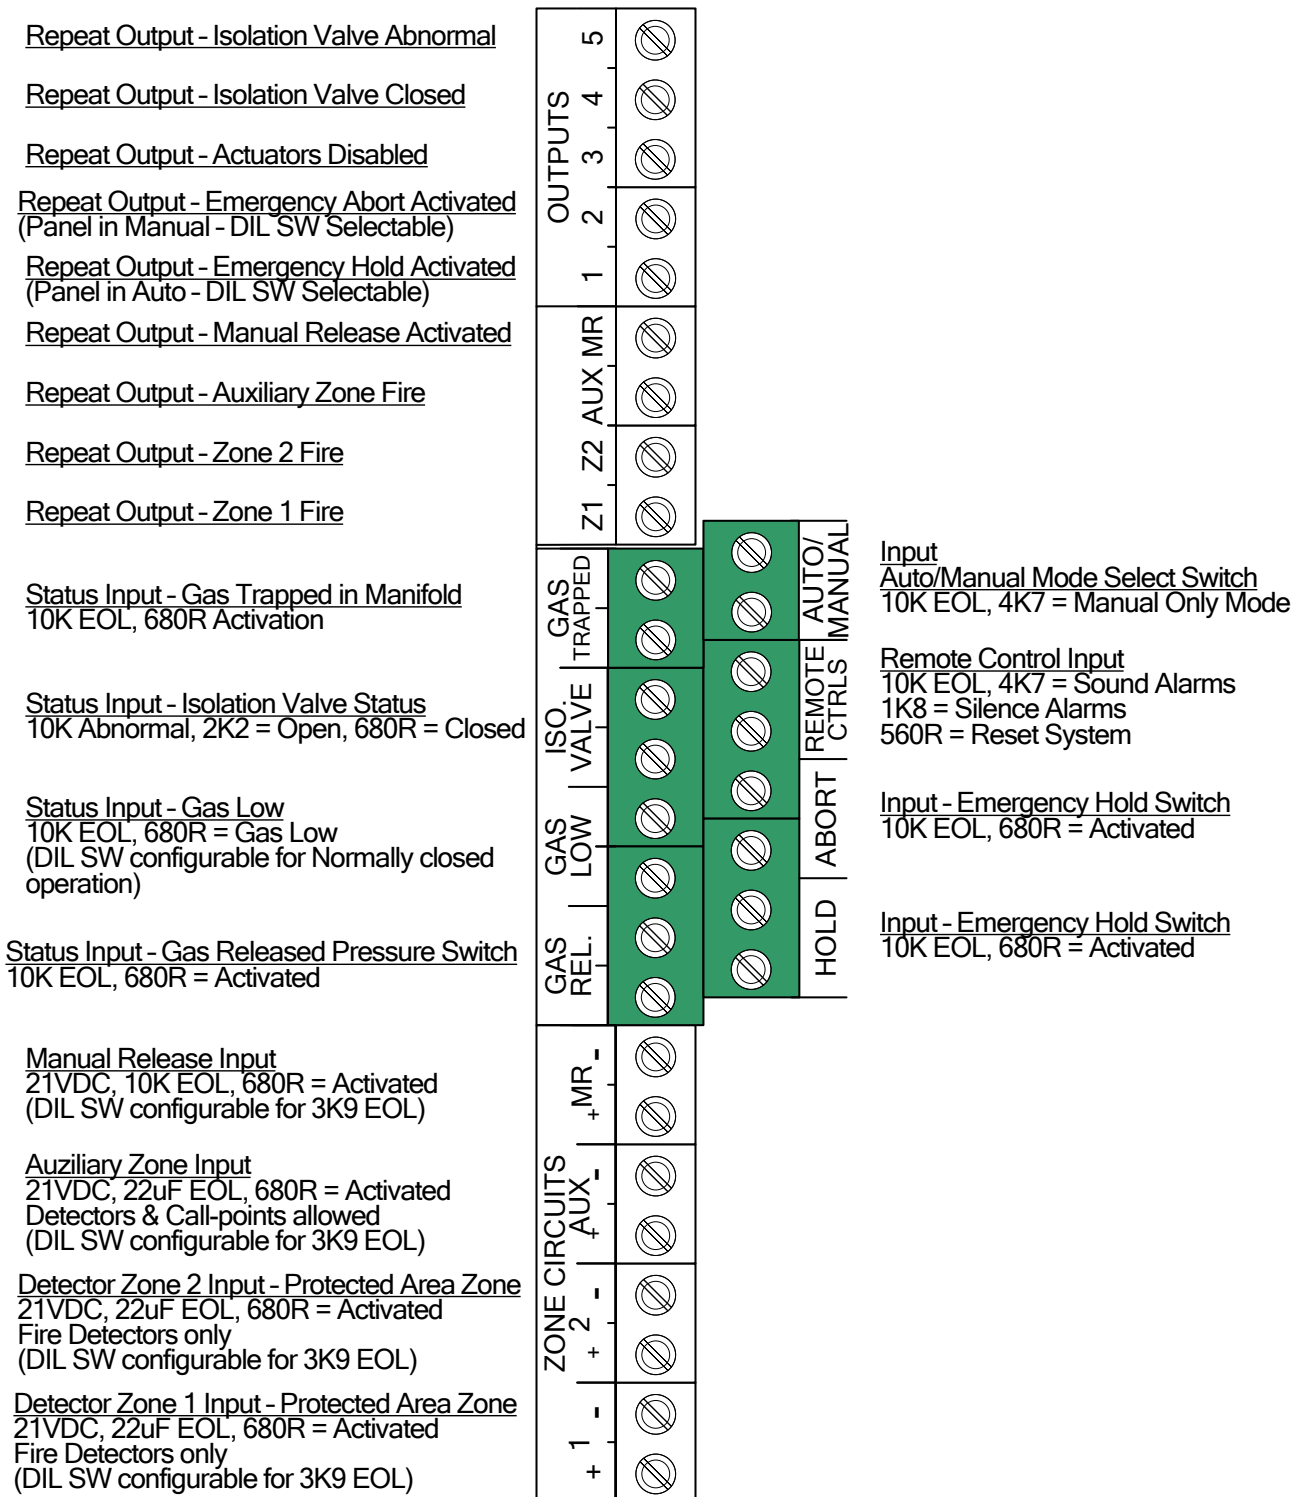 Repeat Output - Isolation Valve Abnormal
Repeat Output - Isolation Valve Closed
Repeat Output - Actuators Disabled
Repeat Output - Emergency Abort Activated
(Panel in Manual - DIL SW Selectable)
Repeat Output - Emergency Hold Activated
(Panel in Auto - DIL SW Selectable)
Repeat Output - Manual Release Activated
Repeat Output - Auxiliary Zone Fire
Repeat Output - Zone 2 Fire
Repeat Output - Zone 1 Fire
Status Input - Gas Trapped in Manifold
10K EOL, 680R Activation
Status Input - Isolation Valve Status
10K Abnormal, 2K2 = Open, 680R = Closed
Status Input - Gas Low
10K EOL, 680R = Gas Low
(DIL SW configurable for Normally closed
operation)
Status Input - Gas Released Pressure Switch
10K EOL, 680R = Activated
Manual Release Input
21VDC, 10K EOL, 680R = Activated
(DIL SW configurable for 3K9 EOL)
Auziliary Zone Input
21VDC, 22uF EOL, 680R = Activated
Detectors & Call-points allowed
(DIL SW configurable for 3K9 EOL)
Detector Zone 2 Input - Protected Area Zone
21VDC, 22uF EOL, 680R = Activated
Fire Detectors only
(DIL SW configurable for 3K9 EOL)
Detector Zone 1 Input - Protected Area Zone
21VDC, 22uF EOL, 680R = Activated
Fire Detectors only
(DIL SW configurable for 3K9 EOL)
OUTPUTS
5
4
3
2
1
MR
AUX
Z2
Z1
GAS
TRAPPED
ISO.
VALVE
GAS
LOW
GAS
REL.
ZONE CIRCUITS
+ MR -
+ AUX -
+ 2 -
+ 1 -
AUTO/
MANUAL
REMOTE
CTRLS
ABORT
HOLD
Input
Auto/Manual Mode Select Switch
10K EOL, 4K7 = Manual Only Mode
Remote Control Input
10K EOL, 4K7 = Sound Alarms
1K8 = Silence Alarms
560R = Reset System
Input - Emergency Hold Switch
10K EOL, 680R = Activated
Input - Emergency Hold Switch
10K EOL, 680R = Activated